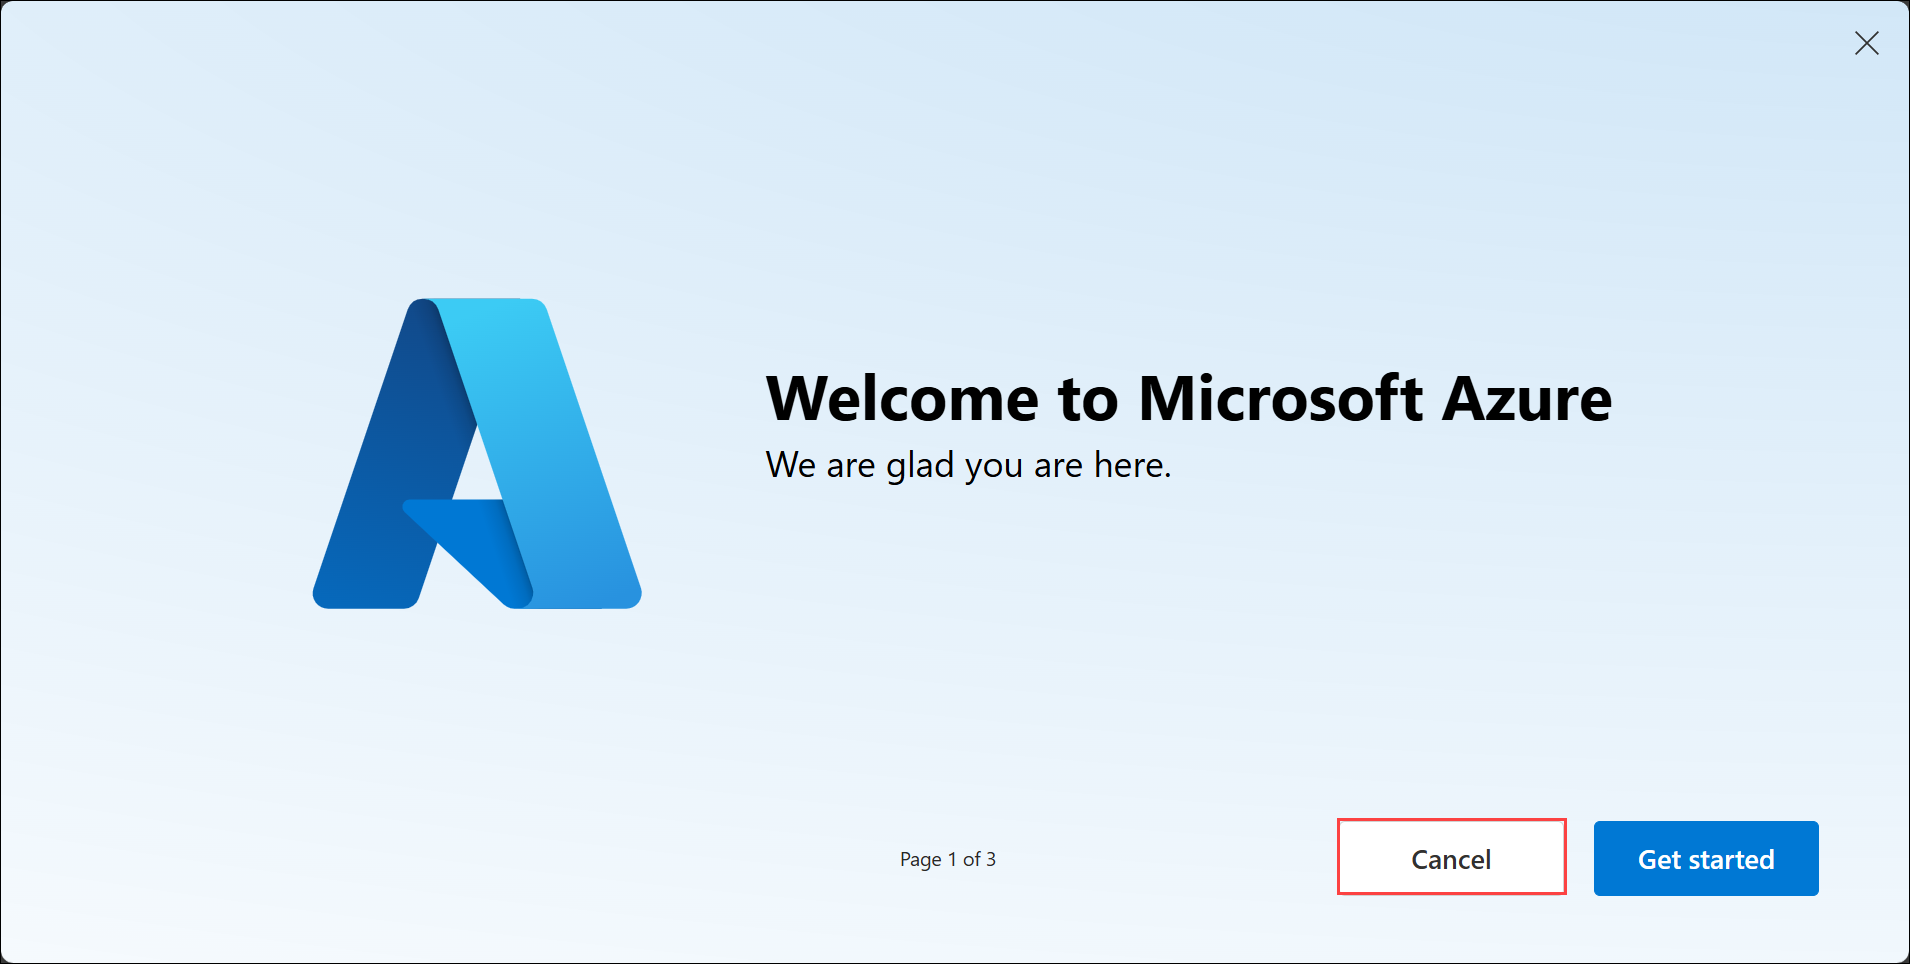 Welcome to Microsoft Azure
We are glad you are here.
Page 1 of 3
Cancel
Get started